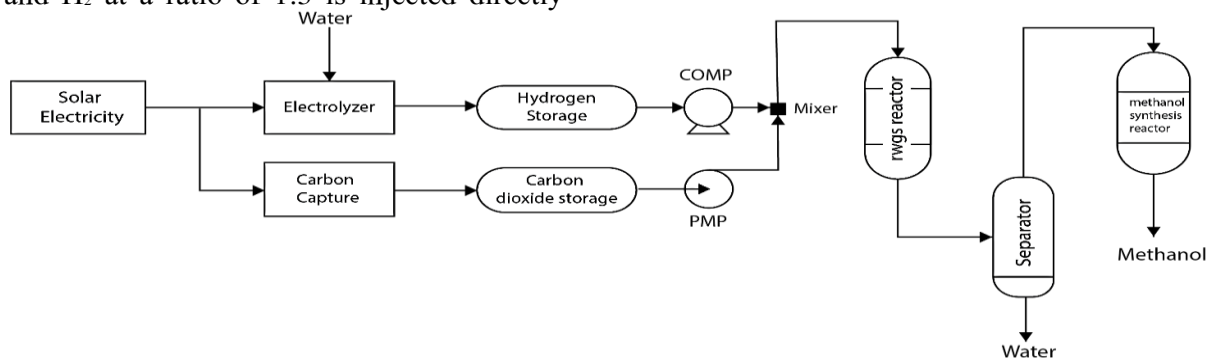 and H₂ at a ratio of 1:3 is injected directly
Water
Solar
Electricity
Electrolyzer
Hydrogen
Storage
COMP
Mixer
Carbon
Capture
Carbon
dioxide storage
PMP
rwgs reactor
Separator
Water
methanol
synthesis
reactor
Methanol